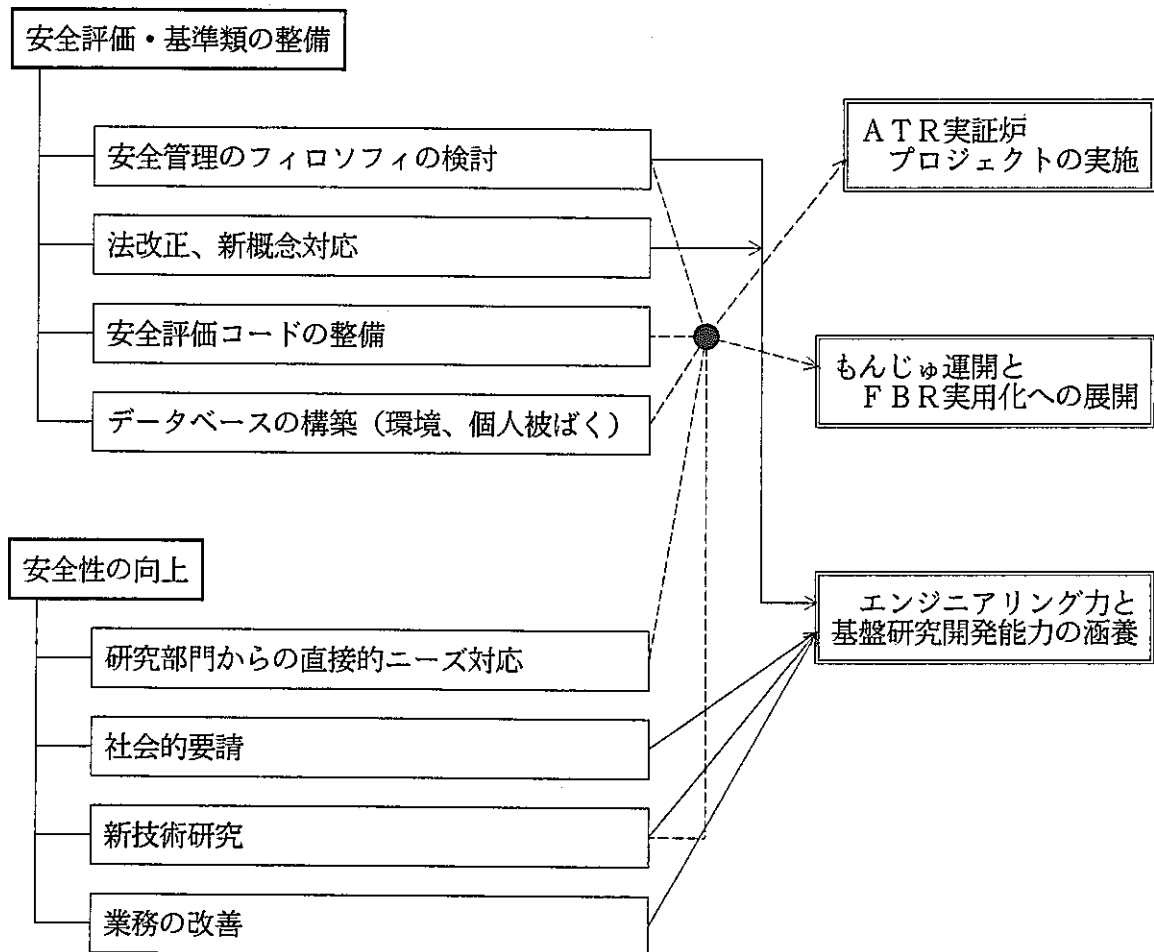 安全評価・基準類の整備
安全管理のフィロソフィの検討
法改正、新概念対応
安全評価コードの整備
データベースの構築（環境、個人被ばく）
安全性の向上
研究部門からの直接的ニーズ対応
社会的要請
新技術研究
業務の改善
ＡＴＲ実証炉
プロジェクトの実施
もんじゅ運開と
ＦＢＲ実用化への展開
エンジニアリング力と
基盤研究開発能力の涵養